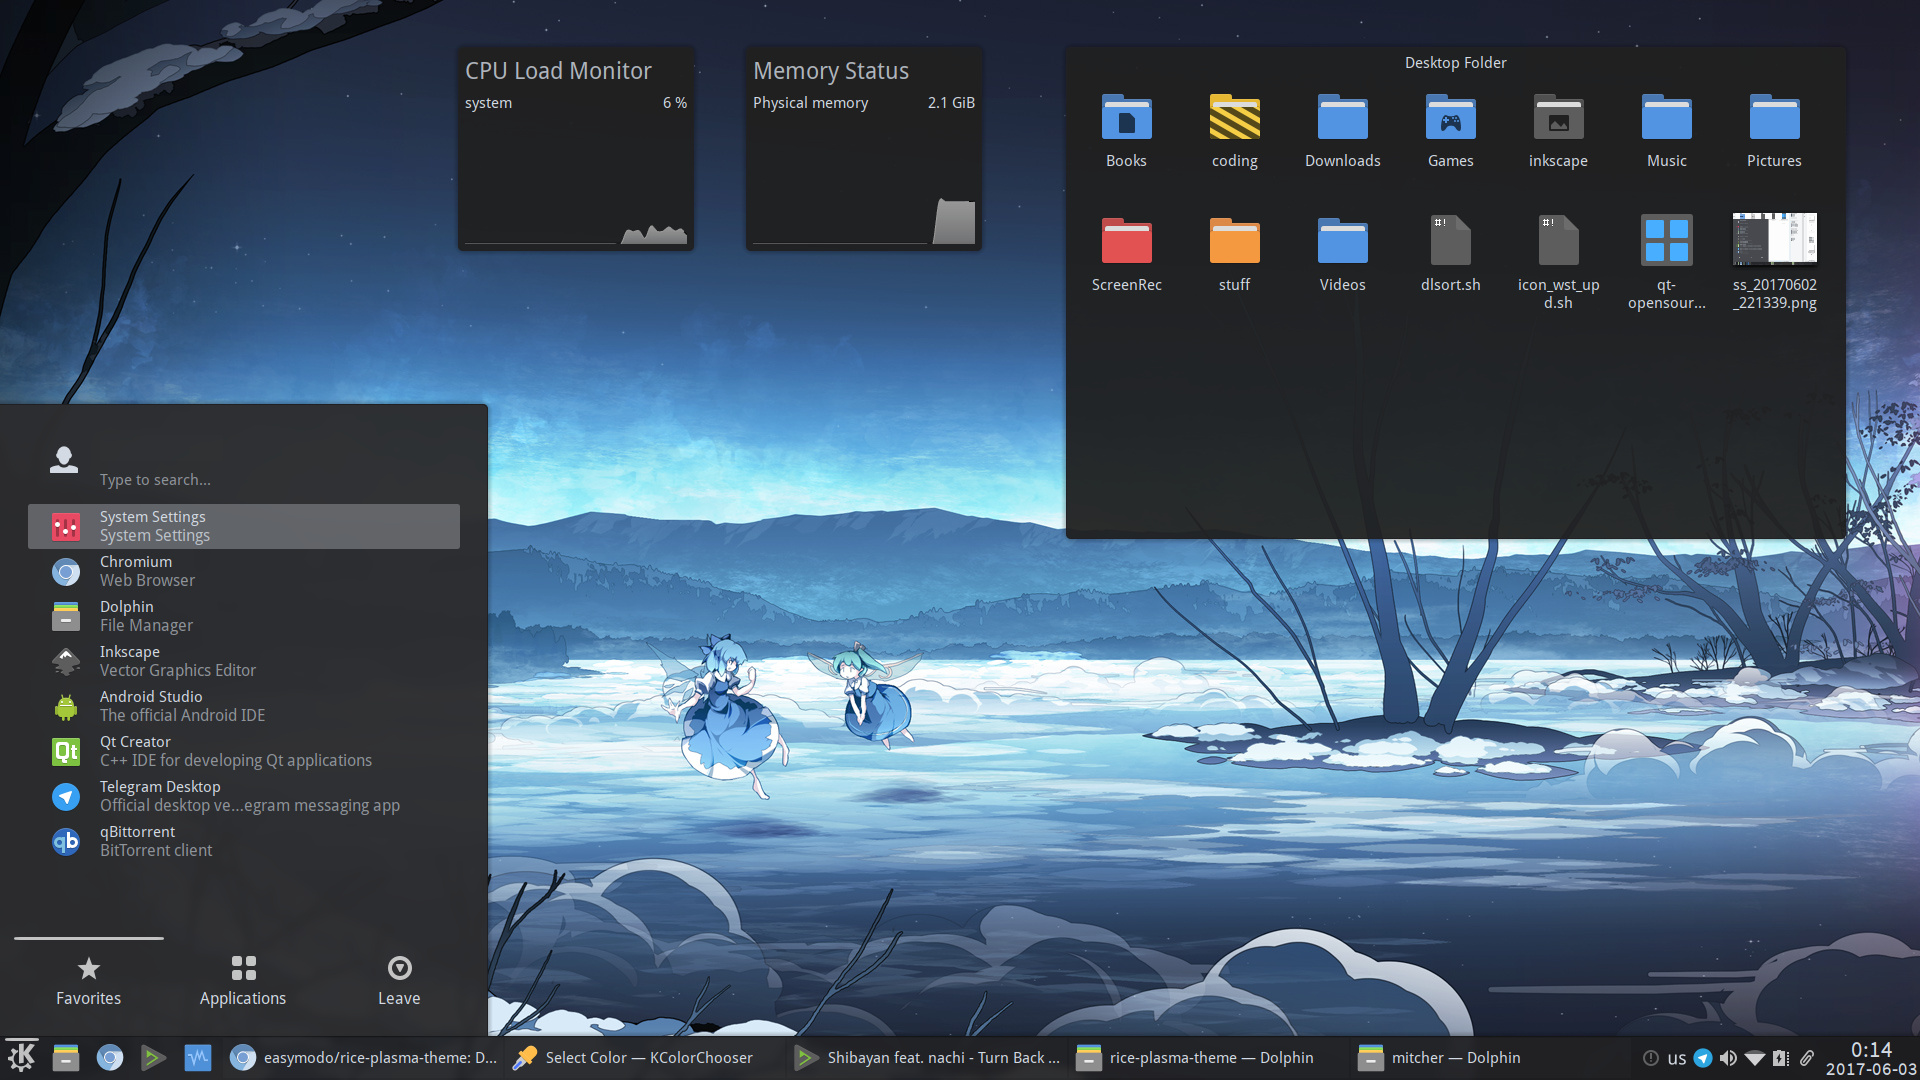 CPU Load Monitor
system 6 %
Memory Status
Physical memory 2.1 GiB
Desktop Folder
Books coding Downloads Games inkscape Music Pictures
#! #!
ScreenRec stuff Videos dlsort.sh icon_wst_up qt- ss_20170602
d.sh opensour... _221339.png
Type to search...
System Settings
System Settings
Chromium
Web Browser
Dolphin
File Manager
Inkscape
Vector Graphics Editor
Android Studio
The official Android IDE
Qt
Qt Creator
C++ IDE for developing Qt applications
Telegram Desktop
Official desktop ve...egram messaging app
qb
qBittorrent
BitTorrent client
Favorites Applications Leave
K
easymodo/rice-plasma-theme: D... Select Color — KColorChooser Shibayan feat. nachi - Turn Back ... rice-plasma-theme — Dolphin mitcher — Dolphin us 0:14
2017-06-03